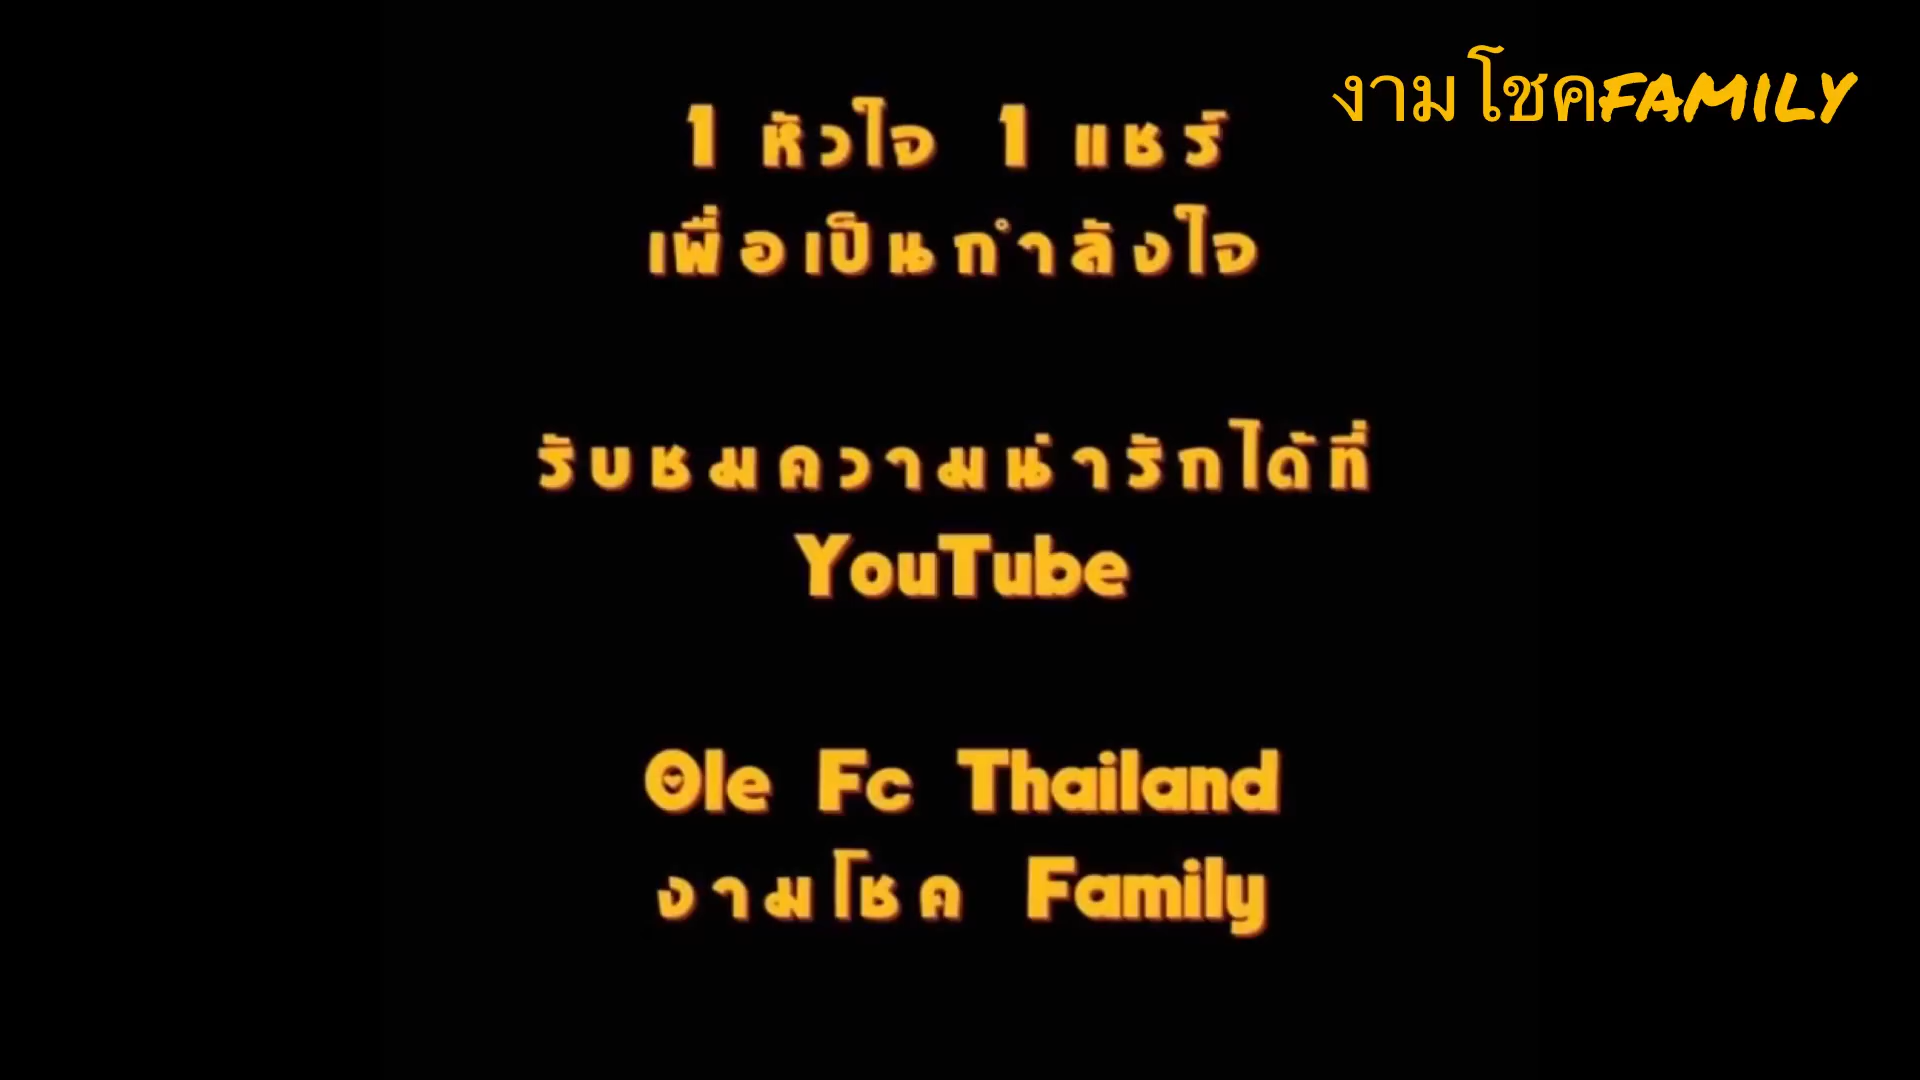 งามโชคFAMILY
1 หัวใจ 1 แชร์
เพื่อเป็นกำลังใจ
รับชมความน่ารักได้ที่
YouTube
Ole Fc Thailand
งามโชค Family